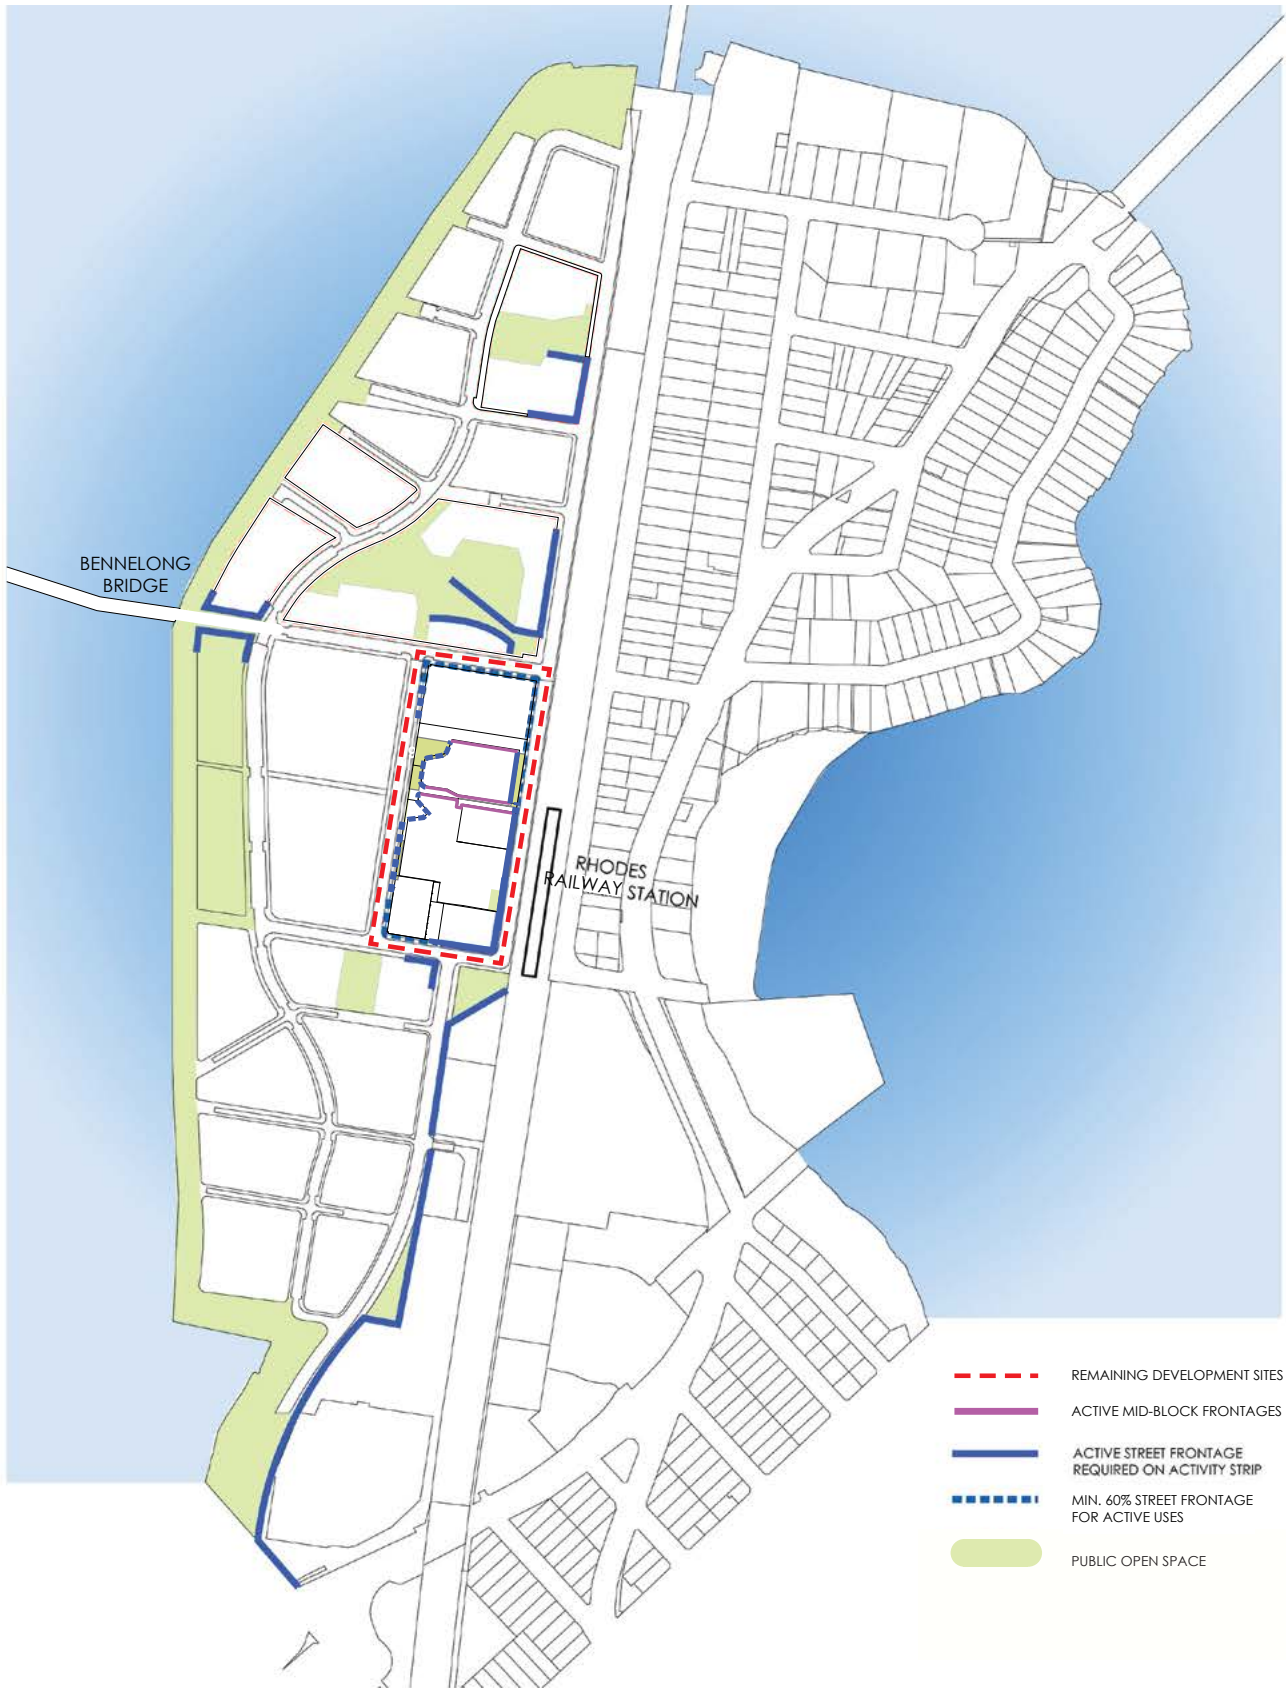 BENNELONG
BRIDGE
RHODES
RAILWAY STATION
REMAINING DEVELOPMENT SITES
ACTIVE MID-BLOCK FRONTAGES
ACTIVE STREET FRONTAGE
REQUIRED ON ACTIVITY STRIP
MIN. 60% STREET FRONTAGE
FOR ACTIVE USES
PUBLIC OPEN SPACE